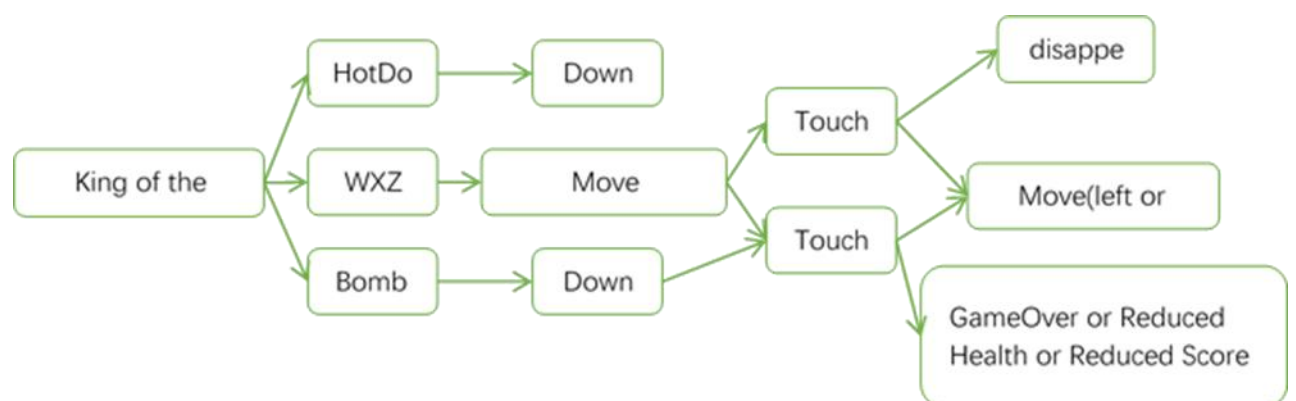 disappe
HotDo
Down
Touch
King of the
WXZ
Move
Move(left or
Touch
Bomb
Down
GameOver or Reduced
Health or Reduced Score